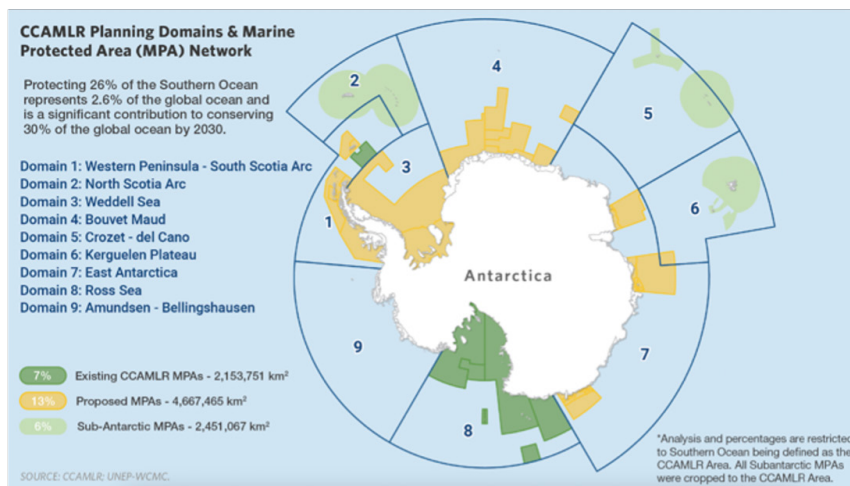 CCAMLR Planning Domains & Marine
Protected Area (MPA) Network
Protecting 26% of the Southern Ocean
represents 2.6% of the global ocean and
is a significant contribution to conserving
30% of the global ocean by 2030.
Domain 1: Western Peninsula - South Scotia Arc
Domain 2: North Scotia Arc
Domain 3: Weddell Sea
Domain 4: Bouvet Maud
Domain 5: Crozet - del Cano
Domain 6: Kerguelen Plateau
Domain 7: East Antarctica
Domain 8: Ross Sea
Domain 9: Amundsen - Bellingshausen
7% Existing CCAMLR MPAs - 2,153,751 km²
13% Proposed MPAs - 4,667,465 km²
6% Sub-Antarctic MPAs - 2,451,067 km²
SOURCE: CCAMLR; UNEP-WCMC.
2
4
5
3
1
6
Antarctica
9
7
8
*Analysis and percentages are restricted
to Southern Ocean being defined as the
CCAMLR Area. All Subantarctic MPAs
were cropped to the CCAMLR Area.